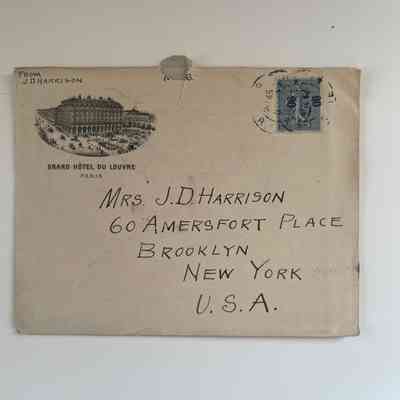 FROM
J.D HARRISON
GRAND HÔTEL DU LOUVRE
PARIS
MRS. J.D. HARRISON
60 AMERSFORT PLACE
BROOKLYN
NEW YORK
U.S.A.